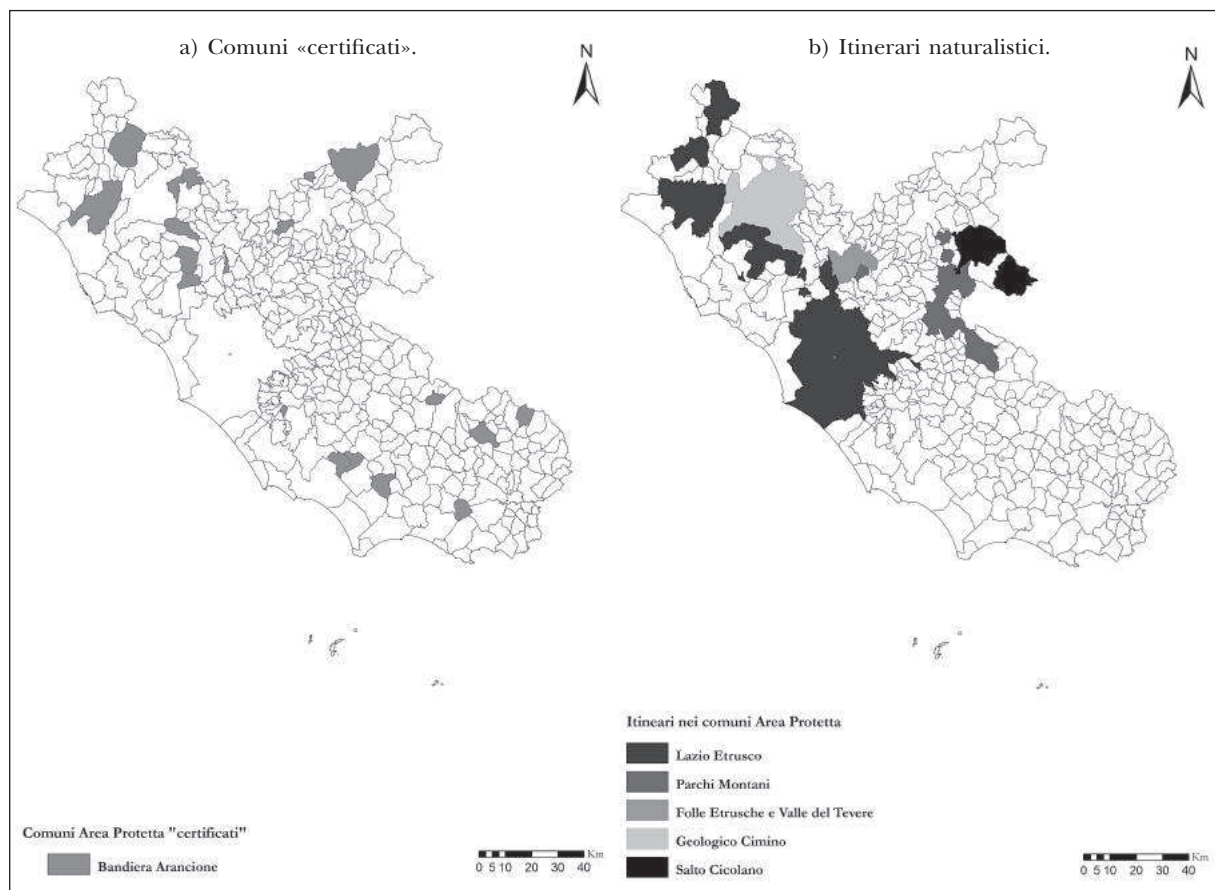 a) Comuni «certificati».
N
Comuni Area Protetta "certificati"
Bandiera Arancione
0 5 10 20 30 40
Km
b) Itinerari naturalistici.
N
Itineari nei comuni Area Protetta
Lazio Etrusco
Parchi Montani
Folle Etrusche e Valle del Tevere
Geologico Cimino
Salto Cicolano
0 5 10 20 30 40
Km